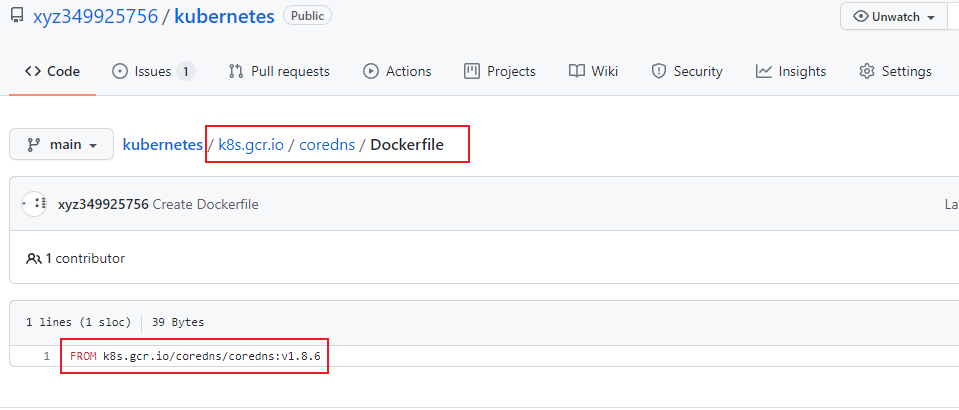 xyz349925756 / kubernetes Public Unwatch
Code Issues 1 Pull requests Actions Projects Wiki Security Insights Settings
main kubernetes / k8s.gcr.io / coredns / Dockerfile
xyz349925756 Create Dockerfile La
1 contributor
1 lines (1 sloc) 39 Bytes
1 FROM k8s.gcr.io/coredns/coredns:v1.8.6